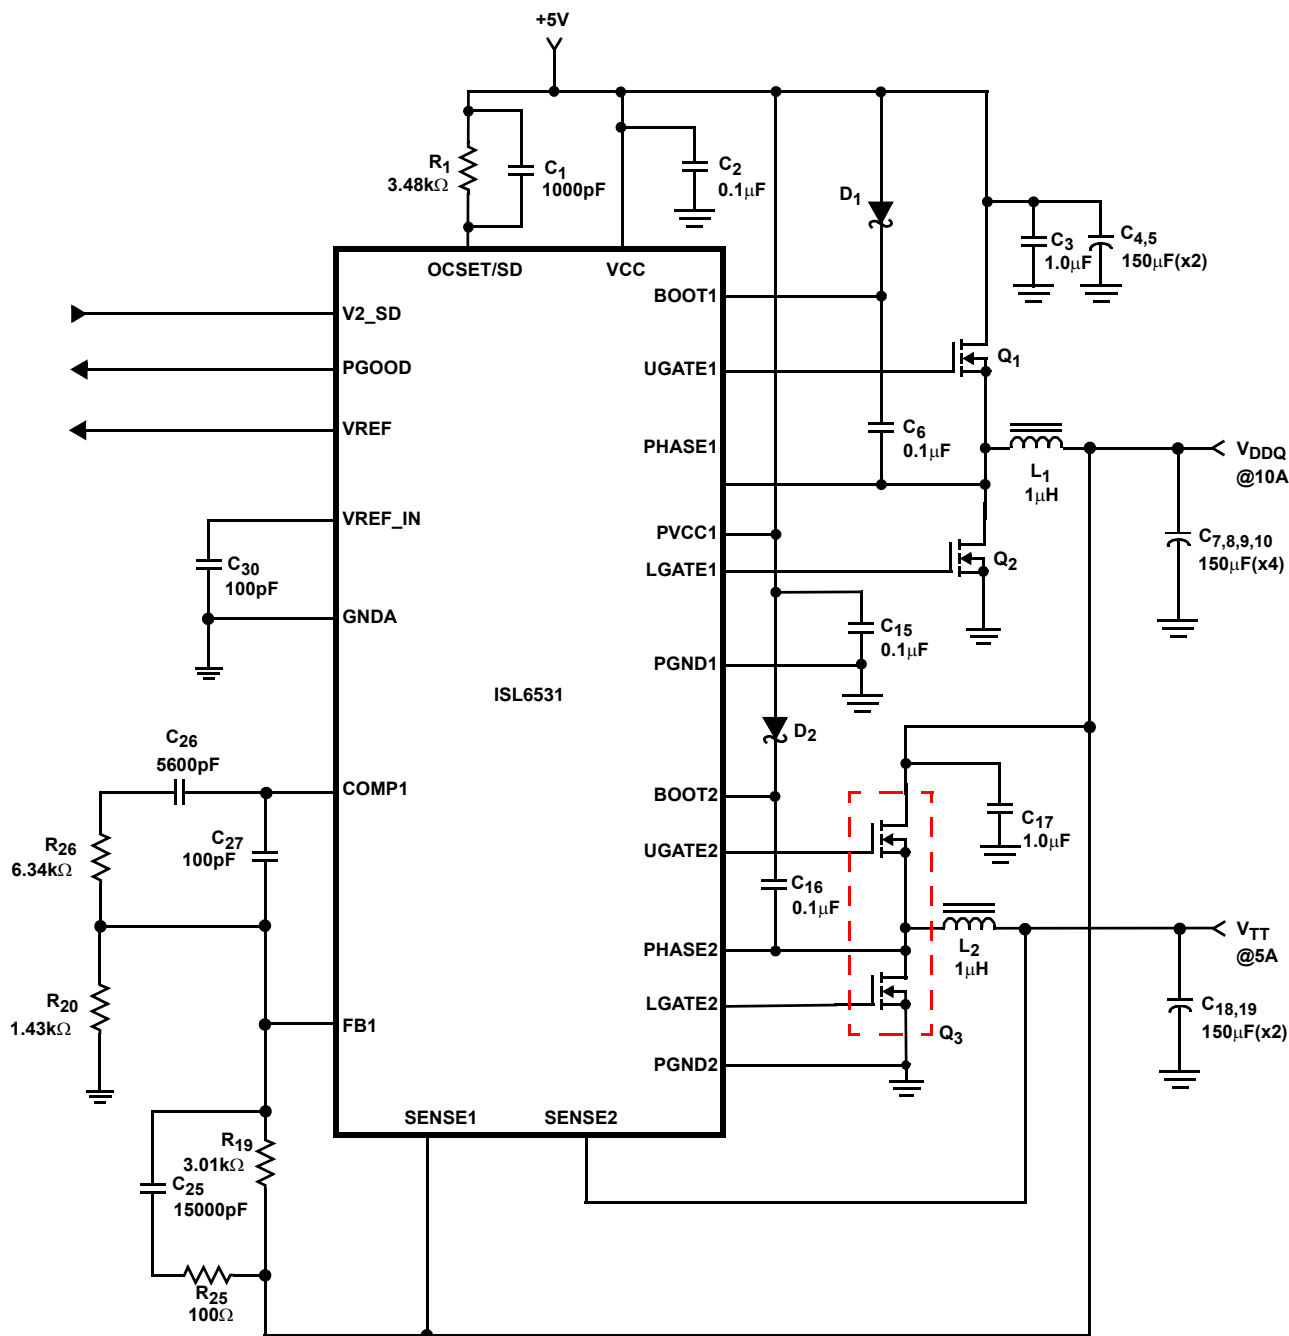 +5V
R1
3.48kΩ
C1
1000pF
C2
0.1μF
D1
C3
1.0μF
C4,5
150μF(x2)
OCSET/SD
VCC
BOOT1
V2_SD
PGOOD
UGATE1
Q1
VREF
C6
0.1μF
PHASE1
L1
1μH
VDDQ
@10A
VREF_IN
PVCC1
C30
100pF
LGATE1
Q2
C7,8,9,10
150μF(x4)
GNDA
C15
0.1μF
PGND1
ISL6531
D2
C26
5600pF
COMP1
BOOT2
C17
1.0μF
R26
6.34kΩ
C27
100pF
UGATE2
C16
0.1μF
PHASE2
L2
1μH
VTT
@5A
R20
1.43kΩ
LGATE2
C18,19
150μF(x2)
FB1
Q3
PGND2
SENSE1
SENSE2
R19
3.01kΩ
C25
15000pF
R25
100Ω